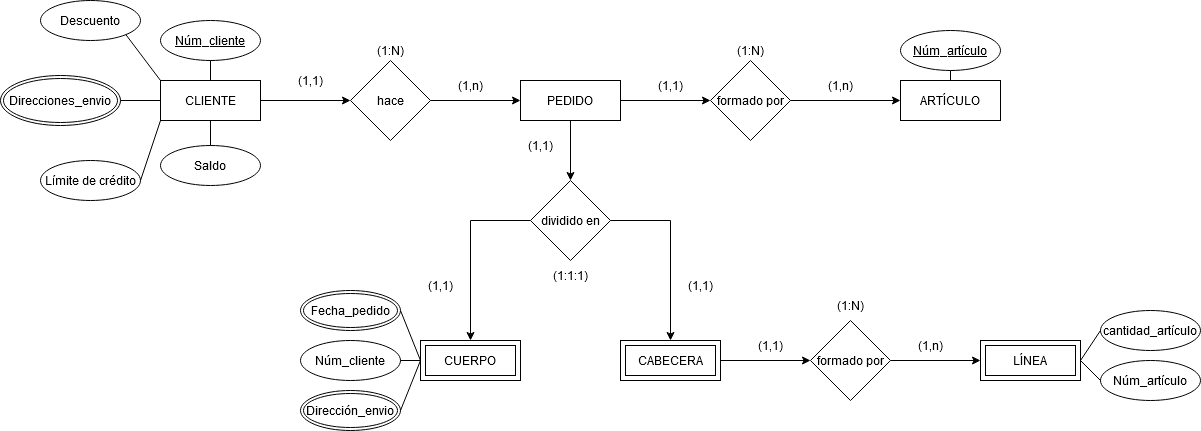 Descuento
Núm_cliente
Direcciones_envio
CLIENTE
Límite de crédito
Saldo
(1,1)
(1:N)
hace
(1,n)
PEDIDO
(1,1)
(1:N)
formado por
(1,n)
Núm_artículo
ARTÍCULO
(1,1)
dividido en
(1:1:1)
(1,1)
(1,1)
Fecha_pedido
Núm_cliente
Dirección_envio
CUERPO
CABECERA
(1,1)
(1:N)
formado por
(1,n)
LÍNEA
cantidad_artículo
Núm_artículo